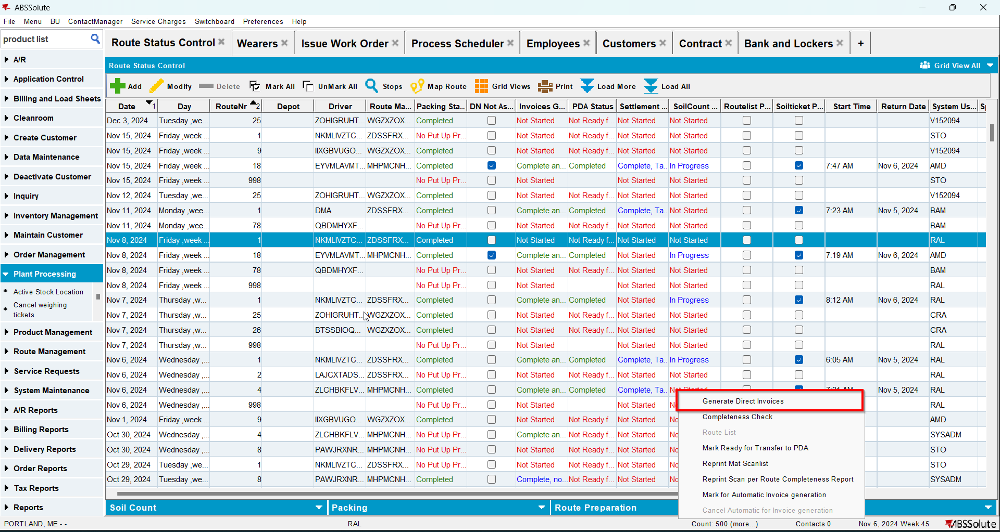 ABSSolute
File Menu BU ContactManager Service Charges Switchboard Preferences Help
product list
Route Status Control Wearers Issue Work Order Process Scheduler Employees Customers Contract Bank and Lockers +
Route Status Control Grid View All
Add Modify Delete Mark All UnMark All Stops Map Route Grid Views Print Load More Load All
A/R
Application Control
Billing and Load Sheets
Cleanroom
Create Customer
Data Maintenance
Deactivate Customer
Inquiry
Inventory Management
Maintain Customer
Order Management
Plant Processing
Active Stock Location
Cancel weighing
tickets
Product Management
Route Management
Service Requests
System Maintenance
A/R Reports
Billing Reports
Delivery Reports
Order Reports
Tax Reports
Reports
Date 1 Day RouteNr 2 Depot Driver Route Ma... Packing Sta... DN Not As... Invoices G... PDA Status Settlement ... SoilCount ... Routelist P... Soilticket P... Start Time Return Date System Us...
Dec 3, 2024 Tuesday ,we... 25 ZOHIGRUHT... WGZXZOX... Completed Not Started Not Ready f... Not Started Not Started V152094
Nov 15, 2024 Friday ,week ... 1 NKMLIVZTC... ZDSSFRX... No Put Up Pr... Not Started Not Ready f... Not Started Not Started STO
Nov 15, 2024 Friday ,week ... 9 IIXGBVUGO... WGZXZOX... Completed Not Started Not Ready f... Not Started Not Started V152094
Nov 15, 2024 Friday ,week ... 18 EYVMLAVMT... MHPMCNH... Completed Complete an... Completed Complete, Ta... In Progress 7:47 AM Nov 6, 2024 AMD
Nov 15, 2024 Friday ,week ... 998 No Put Up Pr... Not Started Not Started Not Started STO
Nov 12, 2024 Tuesday ,we... 25 ZOHIGRUHT... WGZXZOX... Completed Not Started Not Ready f... Not Started Not Started V152094
Nov 11, 2024 Monday ,wee... 1 DMA ZDSSFRX... Completed Complete an... Completed Complete, Ta... Not Started 7:23 AM Nov 5, 2024 BAM
Nov 11, 2024 Monday ,wee... 78 QBDMHYXF... No Put Up Pr... Not Started Not Ready f... Not Started Not Started BAM
Nov 8, 2024 Friday ,week ... 1 NKMLIVZTC... ZDSSFRX... Completed Not Started Not Ready f... Not Started Not Started RAL
Nov 8, 2024 Friday ,week ... 18 EYVMLAVMT... MHPMCNH... Completed Complete an... Completed Not Started In Progress 7:19 AM Nov 6, 2024 AMD
Nov 8, 2024 Friday ,week ... 78 QBDMHYXF... No Put Up Pr... Not Started Not Ready f... Not Started Not Started BAM
Nov 8, 2024 Friday ,week ... 998 No Put Up Pr... Not Started Not Started Not Started RAL
Nov 7, 2024 Thursday ,w... 1 NKMLIVZTC... ZDSSFRX... Completed Complete an... Completed Not Started In Progress 8:12 AM Nov 6, 2024 RAL
Nov 7, 2024 Thursday ,w... 25 ZOHIGRUHT... WGZXZOX... Completed Not Started Not Ready f... Not Started Not Started CRA
Nov 7, 2024 Thursday ,w... 26 BTSSBIOQ... WGZXZOX... Completed Not Started Not Ready f... Not Started Not Started CRA
Nov 7, 2024 Thursday ,w... 998 No Put Up Pr... Not Started Not Started Not Started RAL
Nov 6, 2024 Wednesday ,... 1 NKMLIVZTC... ZDSSFRX... Completed Complete an... Completed Complete, Ta... In Progress 6:05 AM Nov 5, 2024 RAL
Nov 6, 2024 Wednesday ,... 2 LAJCXTADS... ZDSSFRX... No Put Up Pr... Not Started Not Ready f... Not Started Not Started RAL
Nov 6, 2024 Wednesday ,... 4 ZLCHBKFLV... MHPMCNH... Completed Complete an... Completed Complete, Ta... Not Started 7:21 AM Nov 5, 2024 RAL
Nov 6, 2024 Wednesday ,... 998 No Put Up Pr... Not Started Not Started RAL
Nov 1, 2024 Friday ,week ... 9 IIXGBVUGO... WGZXZOX... Completed Not Started Not Ready f... Not Started AMD
Oct 30, 2024 Wednesday ,... 4 ZLCHBKFLV... MHPMCNH... No Put Up Pr... Complete an... Not Ready f... Not Started SYSADM
Oct 30, 2024 Wednesday ,... 8 PAWJRXNR... MHPMCNH... No Put Up Pr... Not Started Not Ready f... Not Started STO
Oct 29, 2024 Tuesday ,we... 1 NKMLIVZTC... ZDSSFRX... No Put Up Pr... Not Started Not Ready f... Not Started STO
Oct 29, 2024 Tuesday ,we... 8 PAWJRXNR... MHPMCNH... Completed Complete, no... Not Ready f... Not Started SYSADM
Generate Direct Invoices
Completeness Check
Route List
Mark Ready for Transfer to PDA
Reprint Mat Scanlist
Reprint Scan per Route Completeness Report
Mark for Automatic Invoice generation
Cancel Automatic for Invoice generation
Soil Count Packing Route Preparation
PORTLAND, ME - - RAL Count: 500 (more...) Contacts 0 Nov 6, 2024 Week 45 ABSSolute